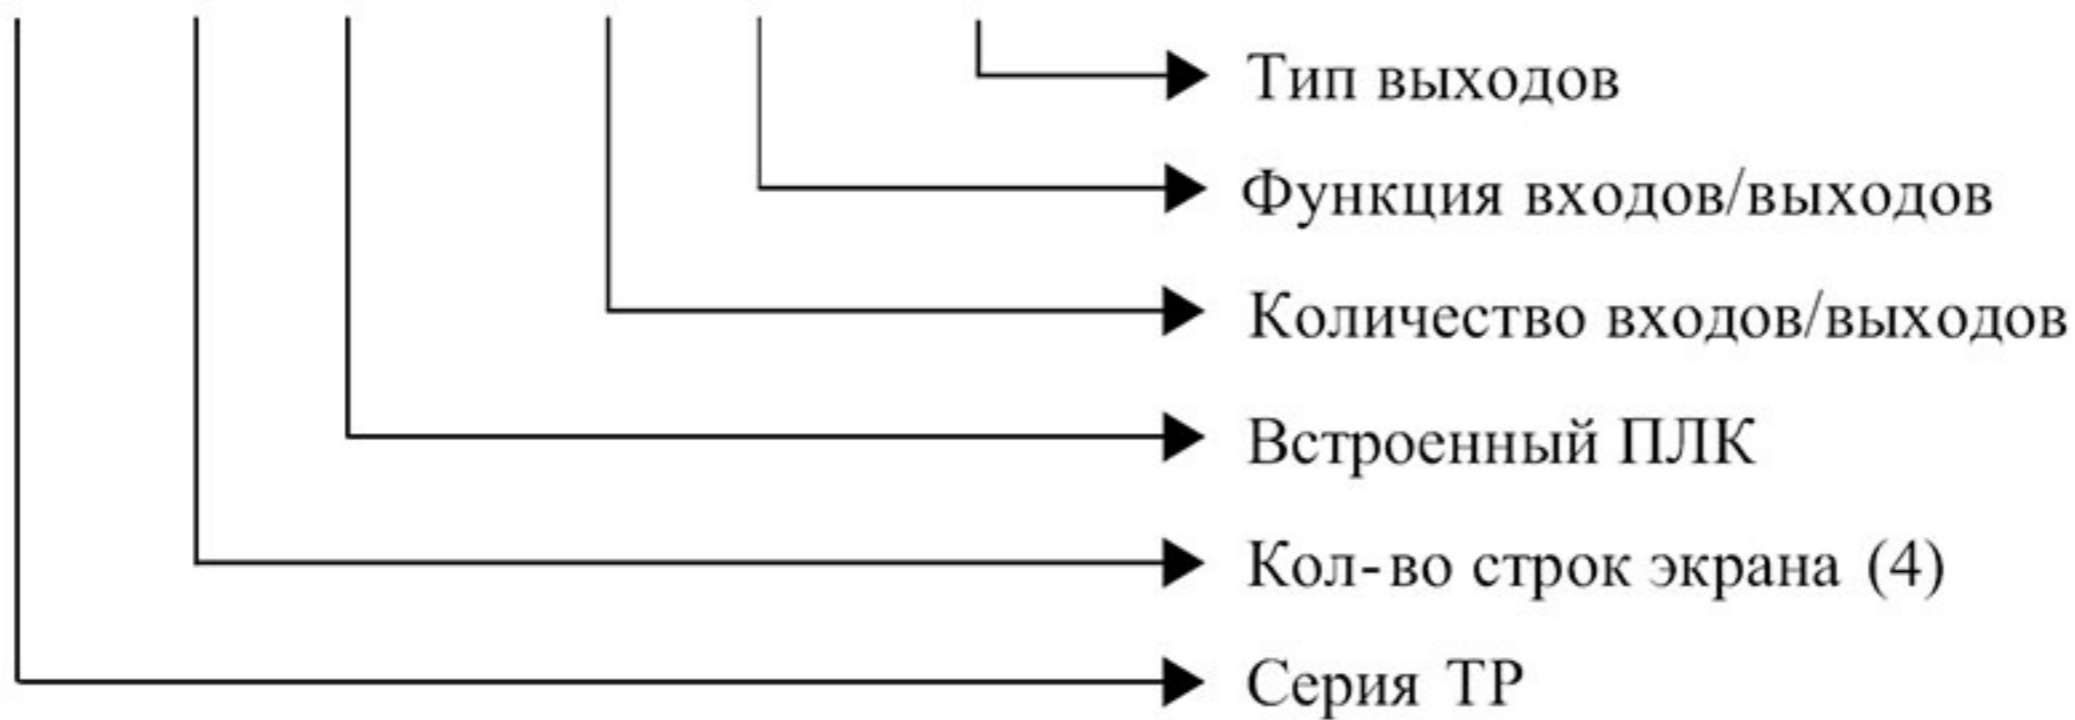 Тип выходов
Функция входов/выходов
Количество входов/выходов
Встроенный ПЛК
Кол-во строк экрана (4)
Серия TP